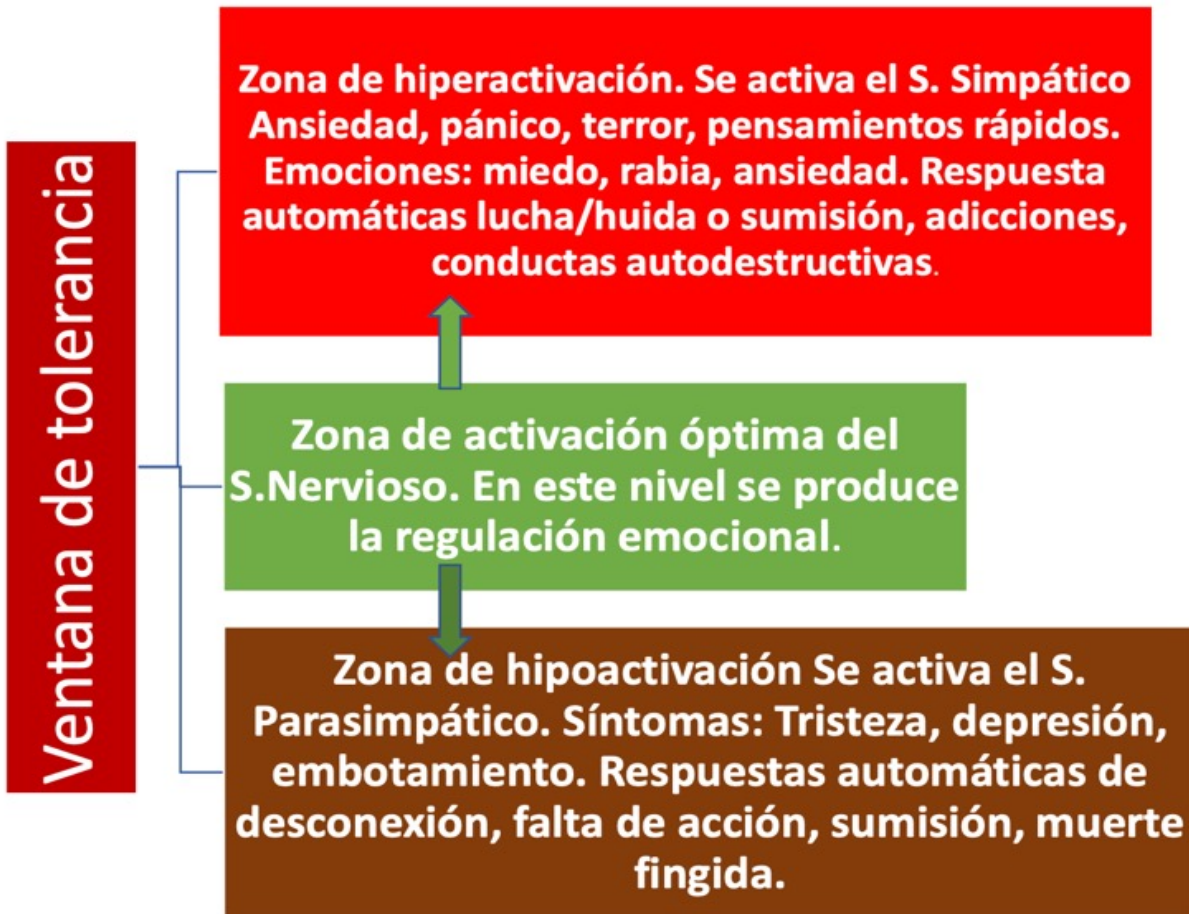 Ventana de tolerancia
Zona de hiperactivación. Se activa el S. Simpático
Ansiedad, pánico, terror, pensamientos rápidos.
Emociones: miedo, rabia, ansiedad. Respuesta
automáticas lucha/huida o sumisión, adicciones,
conductas autodestructivas.
Zona de activación óptima del
S.Nervioso. En este nivel se produce
la regulación emocional.
Zona de hipoactivación Se activa el S.
Parasimpático. Síntomas: Tristeza, depresión,
embotamiento. Respuestas automáticas de
desconexión, falta de acción, sumisión, muerte
fingida.